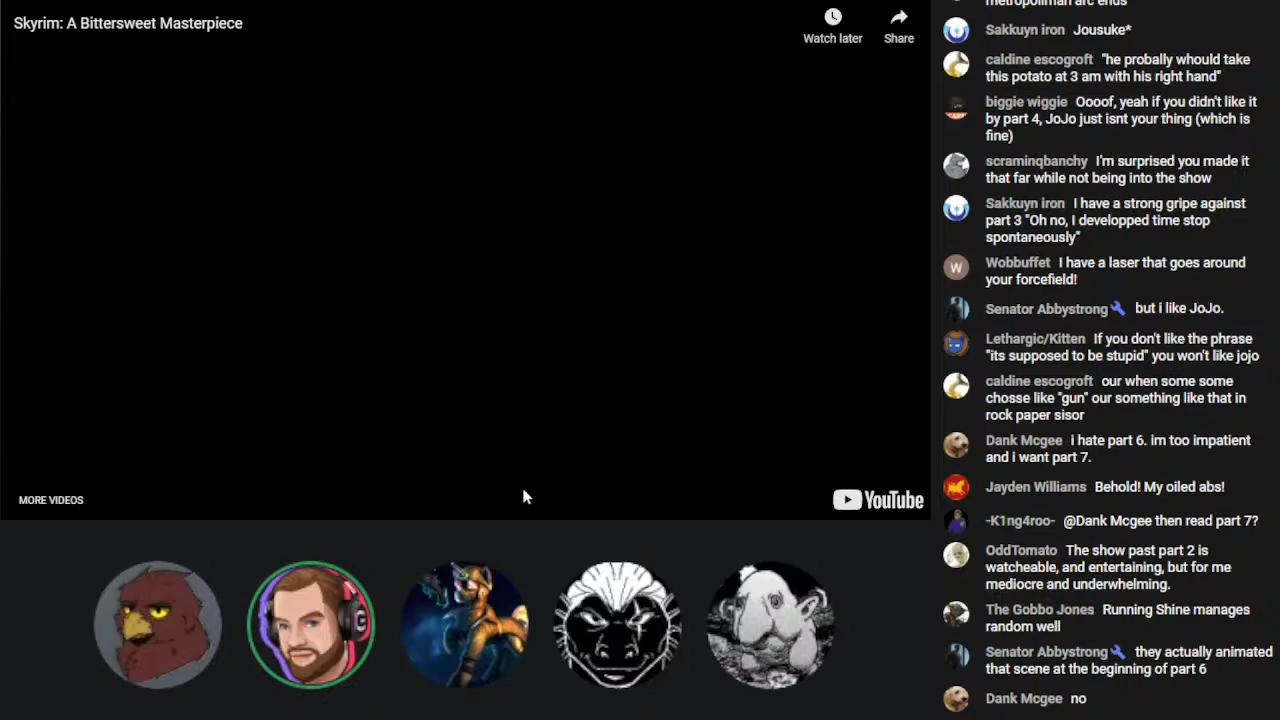 Skyrim: A Bittersweet Masterpiece
Watch later
Share
MORE VIDEOS
YouTube
metropoliman arc ends
Sakkuyn iron Jousuke*
caldine escogroft "he probally whould take
this potato at 3 am with his right hand"
biggie wiggie Oooof, yeah if you didn't like it
by part 4, JoJo just isnt your thing (which is
fine)
scraminqbanchy I'm surprised you made it
that far while not being into the show
Sakkuyn iron I have a strong gripe against
part 3 "Oh no, I developped time stop
spontaneously"
W
Wobbuffet I have a laser that goes around
your forcefield!
Senator Abbystrong but i like JoJo.
Lethargic/Kitten If you don't like the phrase
"its supposed to be stupid" you won't like jojo
caldine escogroft our when some some
chosse like "gun" our something like that in
rock paper sisor
Dank Mcgee i hate part 6. im too impatient
and i want part 7.
Jayden Williams Behold! My oiled abs!
-K1ng4roo- @Dank Mcgee then read part 7?
OddTomato The show past part 2 is
watcheable, and entertaining, but for me
mediocre and underwhelming.
The Gobbo Jones Running Shine manages
random well
Senator Abbystrong they actually animated
that scene at the beginning of part 6
Dank Mcgee no